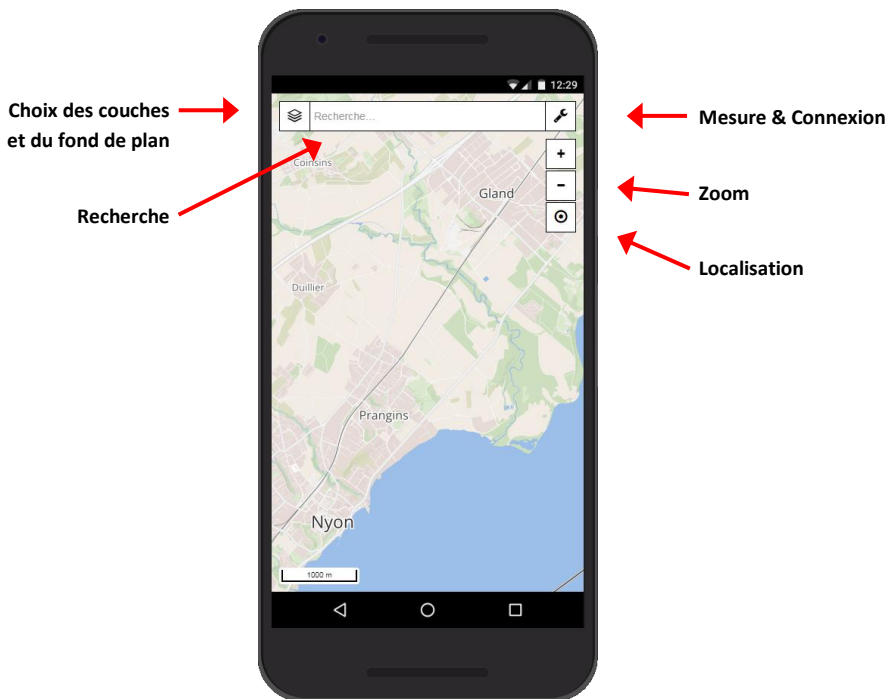 12:29
Choix des couches
et du fond de plan
Recherche...
Mesure & Connexion
+
Coinsins
Gland
-
Zoom
Recherche
Localisation
Duillier
Prangins
Nyon
1000 m